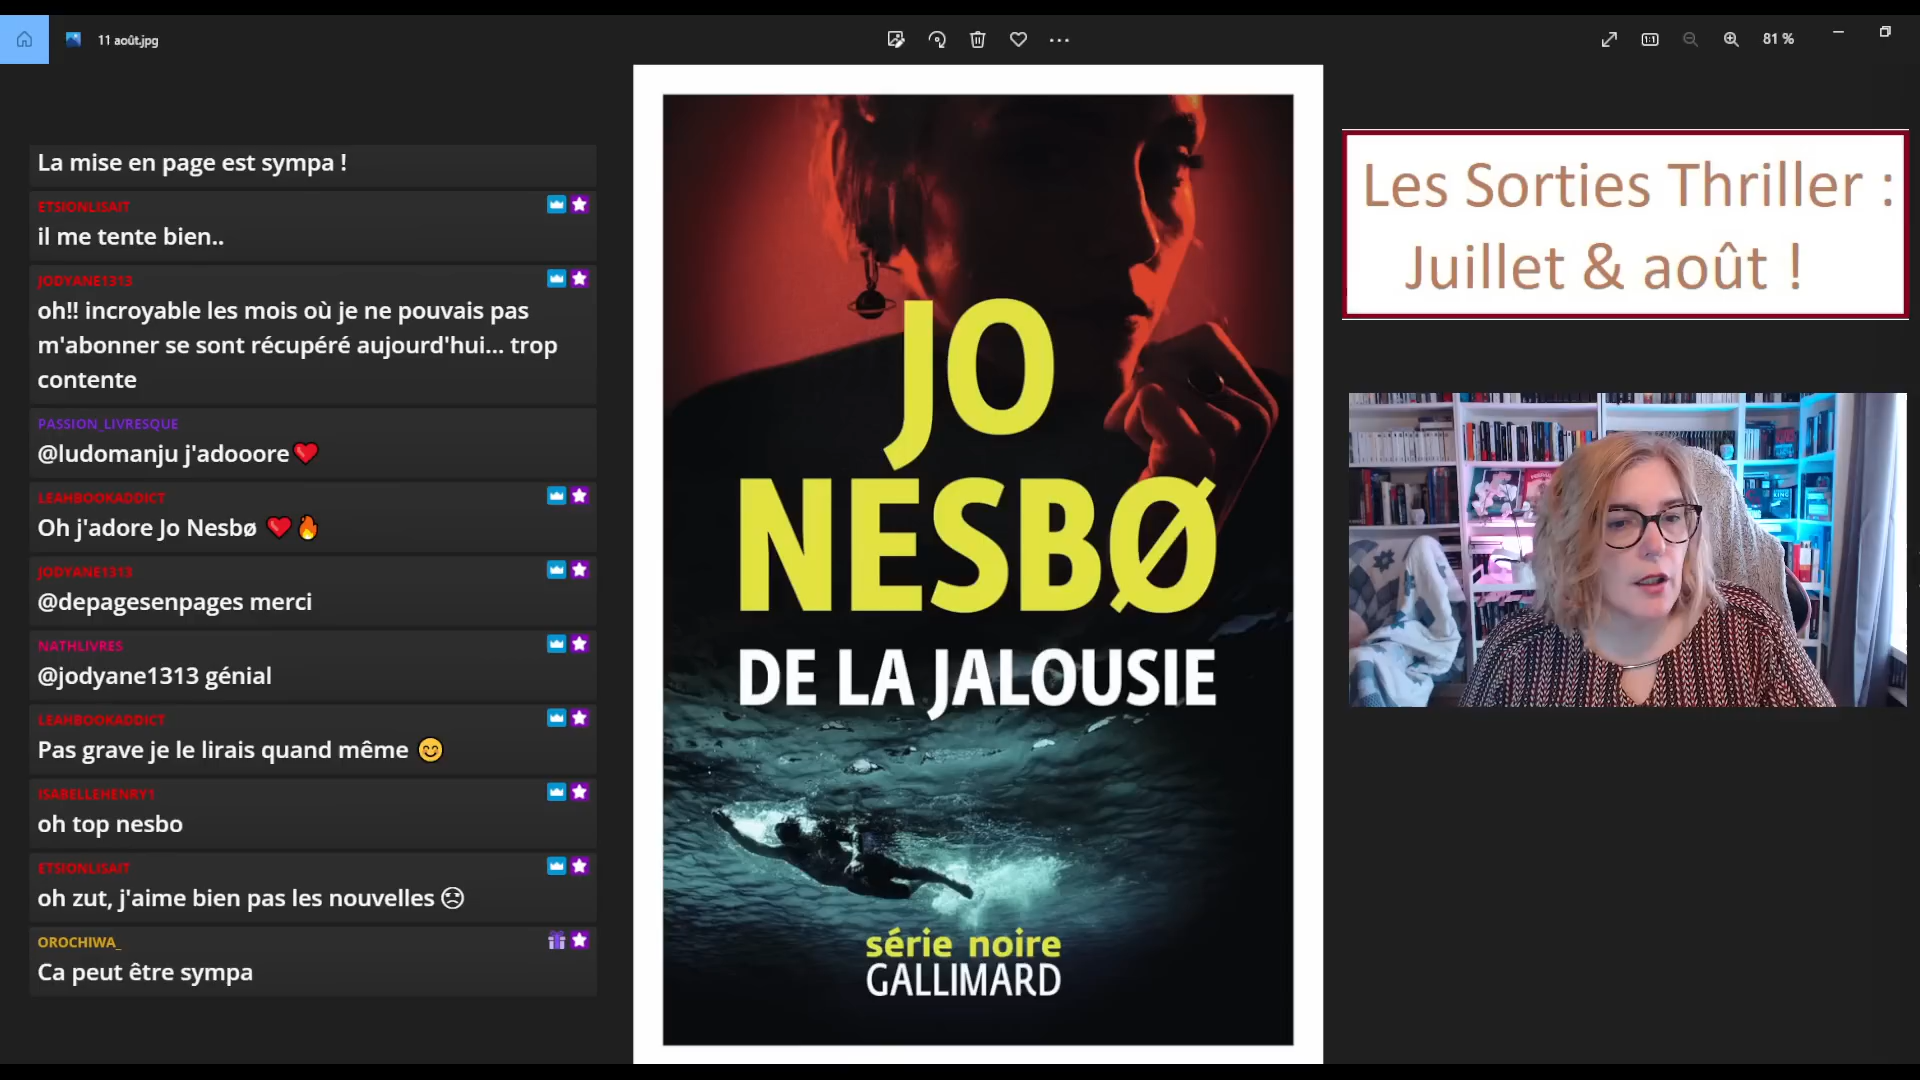 11 août.jpg
81 %
La mise en page est sympa !
ETSIONLISAIT
il me tente bien..
JODYANE1313
oh!! incroyable les mois où je ne pouvais pas
m'abonner se sont récupéré aujourd'hui... trop
contente
PASSION_LIVRESQUE
@ludomanju j'adooore❤️
LEAHBOOKADDICT
Oh j'adore Jo Nesbø ❤️🔥
JODYANE1313
@depagesenpages merci
NATHLIVRES
@jodyane1313 génial
LEAHBOOKADDICT
Pas grave je le lirais quand même 😊
ISABELLEHENRY1
oh top nesbo
ETSIONLISAIT
oh zut, j'aime bien pas les nouvelles
OROCHIWA_
Ca peut être sympa
JO
NESBØ
DE LA JALOUSIE
série noire
GALLIMARD
Les Sorties Thriller :
Juillet & août !